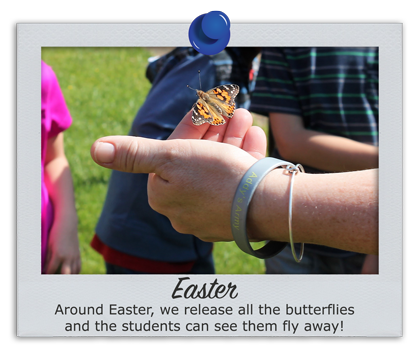 Easter
Around Easter, we release all the butterflies
and the students can see them fly away!